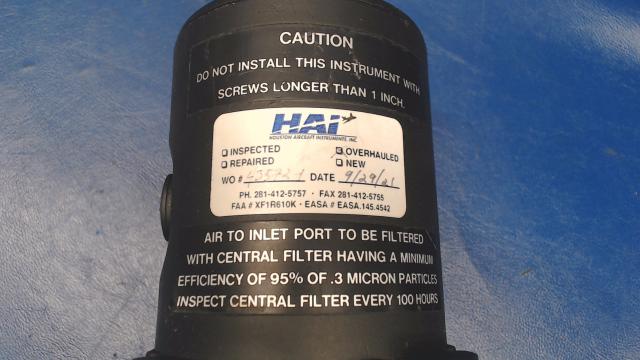 CAUTION
DO NOT INSTALL THIS INSTRUMENT WITH
SCREWS LONGER THAN 1 INCH.
HAI
HOUSTON AIRCRAFT INSTRUMENTS, INC.
INSPECTED OVERHAULED
REPAIRED NEW
WO # DATE 9/29/21
PH. 281-412-5757 · FAX 281-412-5755
FAA # XF1R610K · EASA # EASA.145.4542
AIR TO INLET PORT TO BE FILTERED
WITH CENTRAL FILTER HAVING A MINIMUM
EFFICIENCY OF 95% OF .3 MICRON PARTICLES
INSPECT CENTRAL FILTER EVERY 100 HOURS